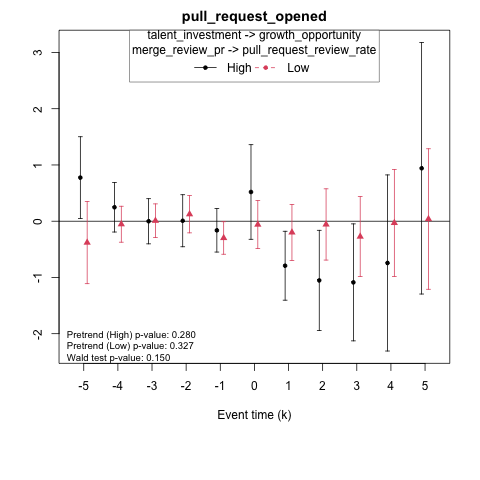 pull_request_opened
talent_investment -> growth_opportunity
merge_review_pr -> pull_request_review_rate
High Low
3
2
1
0
-1
-2
Pretrend (High) p-value: 0.280
Pretrend (Low) p-value: 0.327
Wald test p-value: 0.150
-5 -4 -3 -2 -1 0 1 2 3 4 5
Event time (k)